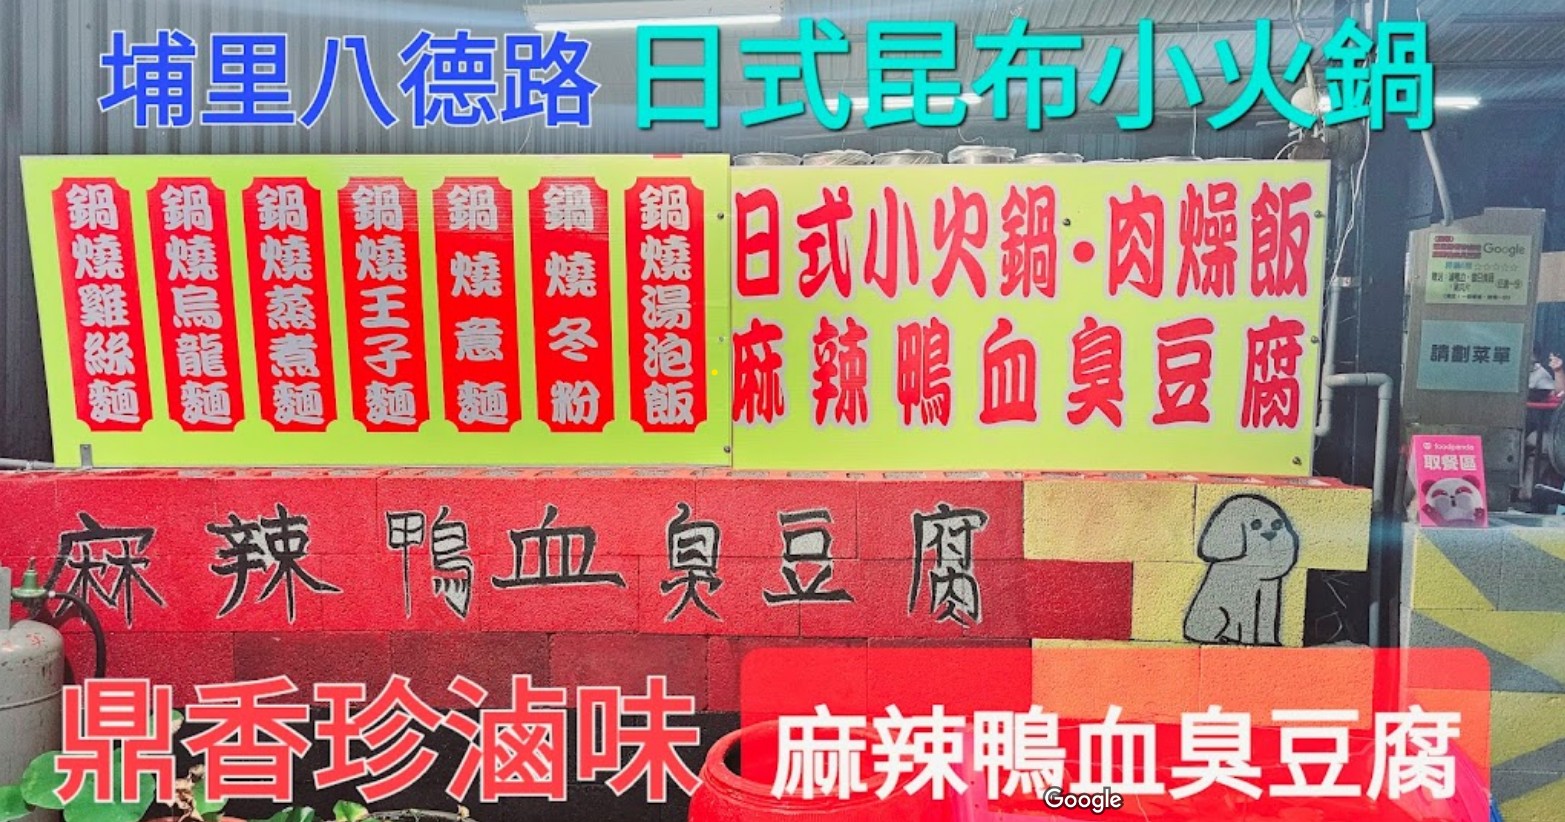 埔里八德路 日式昆布小火鍋
鍋燒雞絲麵
鍋燒烏龍麵
鍋燒蒸煮麵
鍋燒王子麵
鍋燒意麵
鍋燒冬粉
鍋燒湯泡飯
日式小火鍋·肉燥飯
麻辣鴨血臭豆腐
Google
請劃菜單
foodpanda
取餐區
麻辣鴨血臭豆腐
鼎香珍滷味
麻辣鴨血臭豆腐
Google